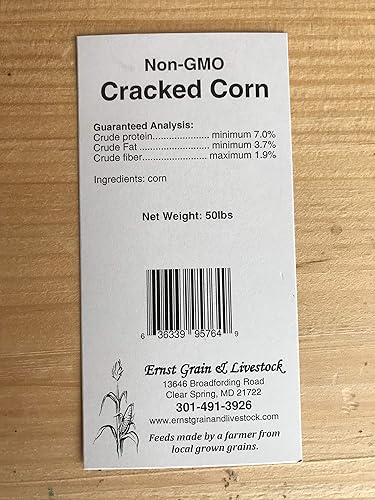 Non-GMO
Cracked Corn
Guaranteed Analysis:
Crude protein...................... minimum 7.0%
Crude Fat ........................... minimum 3.7%
Crude fiber......................... maximum 1.9%
Ingredients: corn
Net Weight: 50lbs
6 36339 95764 9
Ernst Grain & Livestock
13646 Broadfording Road
Clear Spring, MD 21722
301-491-3926
www.ernstgrainandlivestock.com
Feeds made by a farmer from
local grown grains.